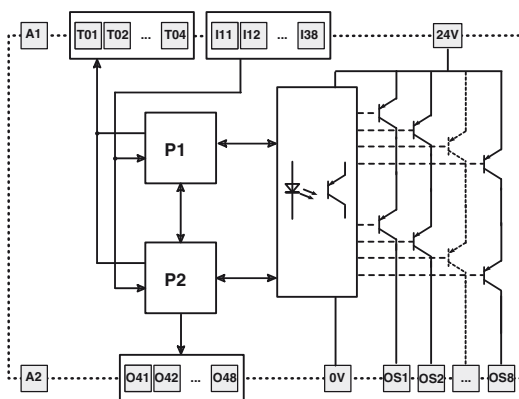 A1 T01 T02 ... T04 I11 I12 ... I38 24V
P1
P2
A2 O41 O42 ... O48 0V OS1 OS2 ... OS8